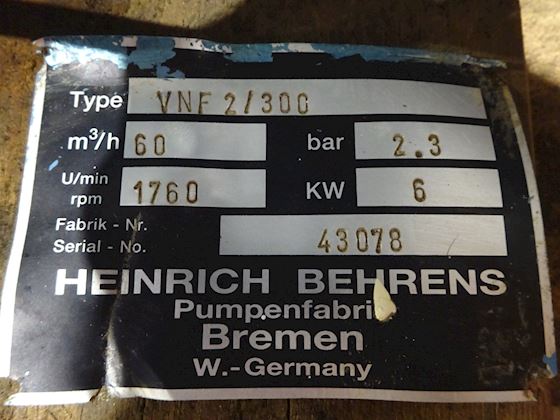 Type VNF 2/300
m³/h 60 bar 2.3
U/min rpm 1760 KW 6
Fabrik - Nr.
Serial - No. 43078
HEINRICH BEHRENS
Pumpenfabri
Bremen
W.-Germany